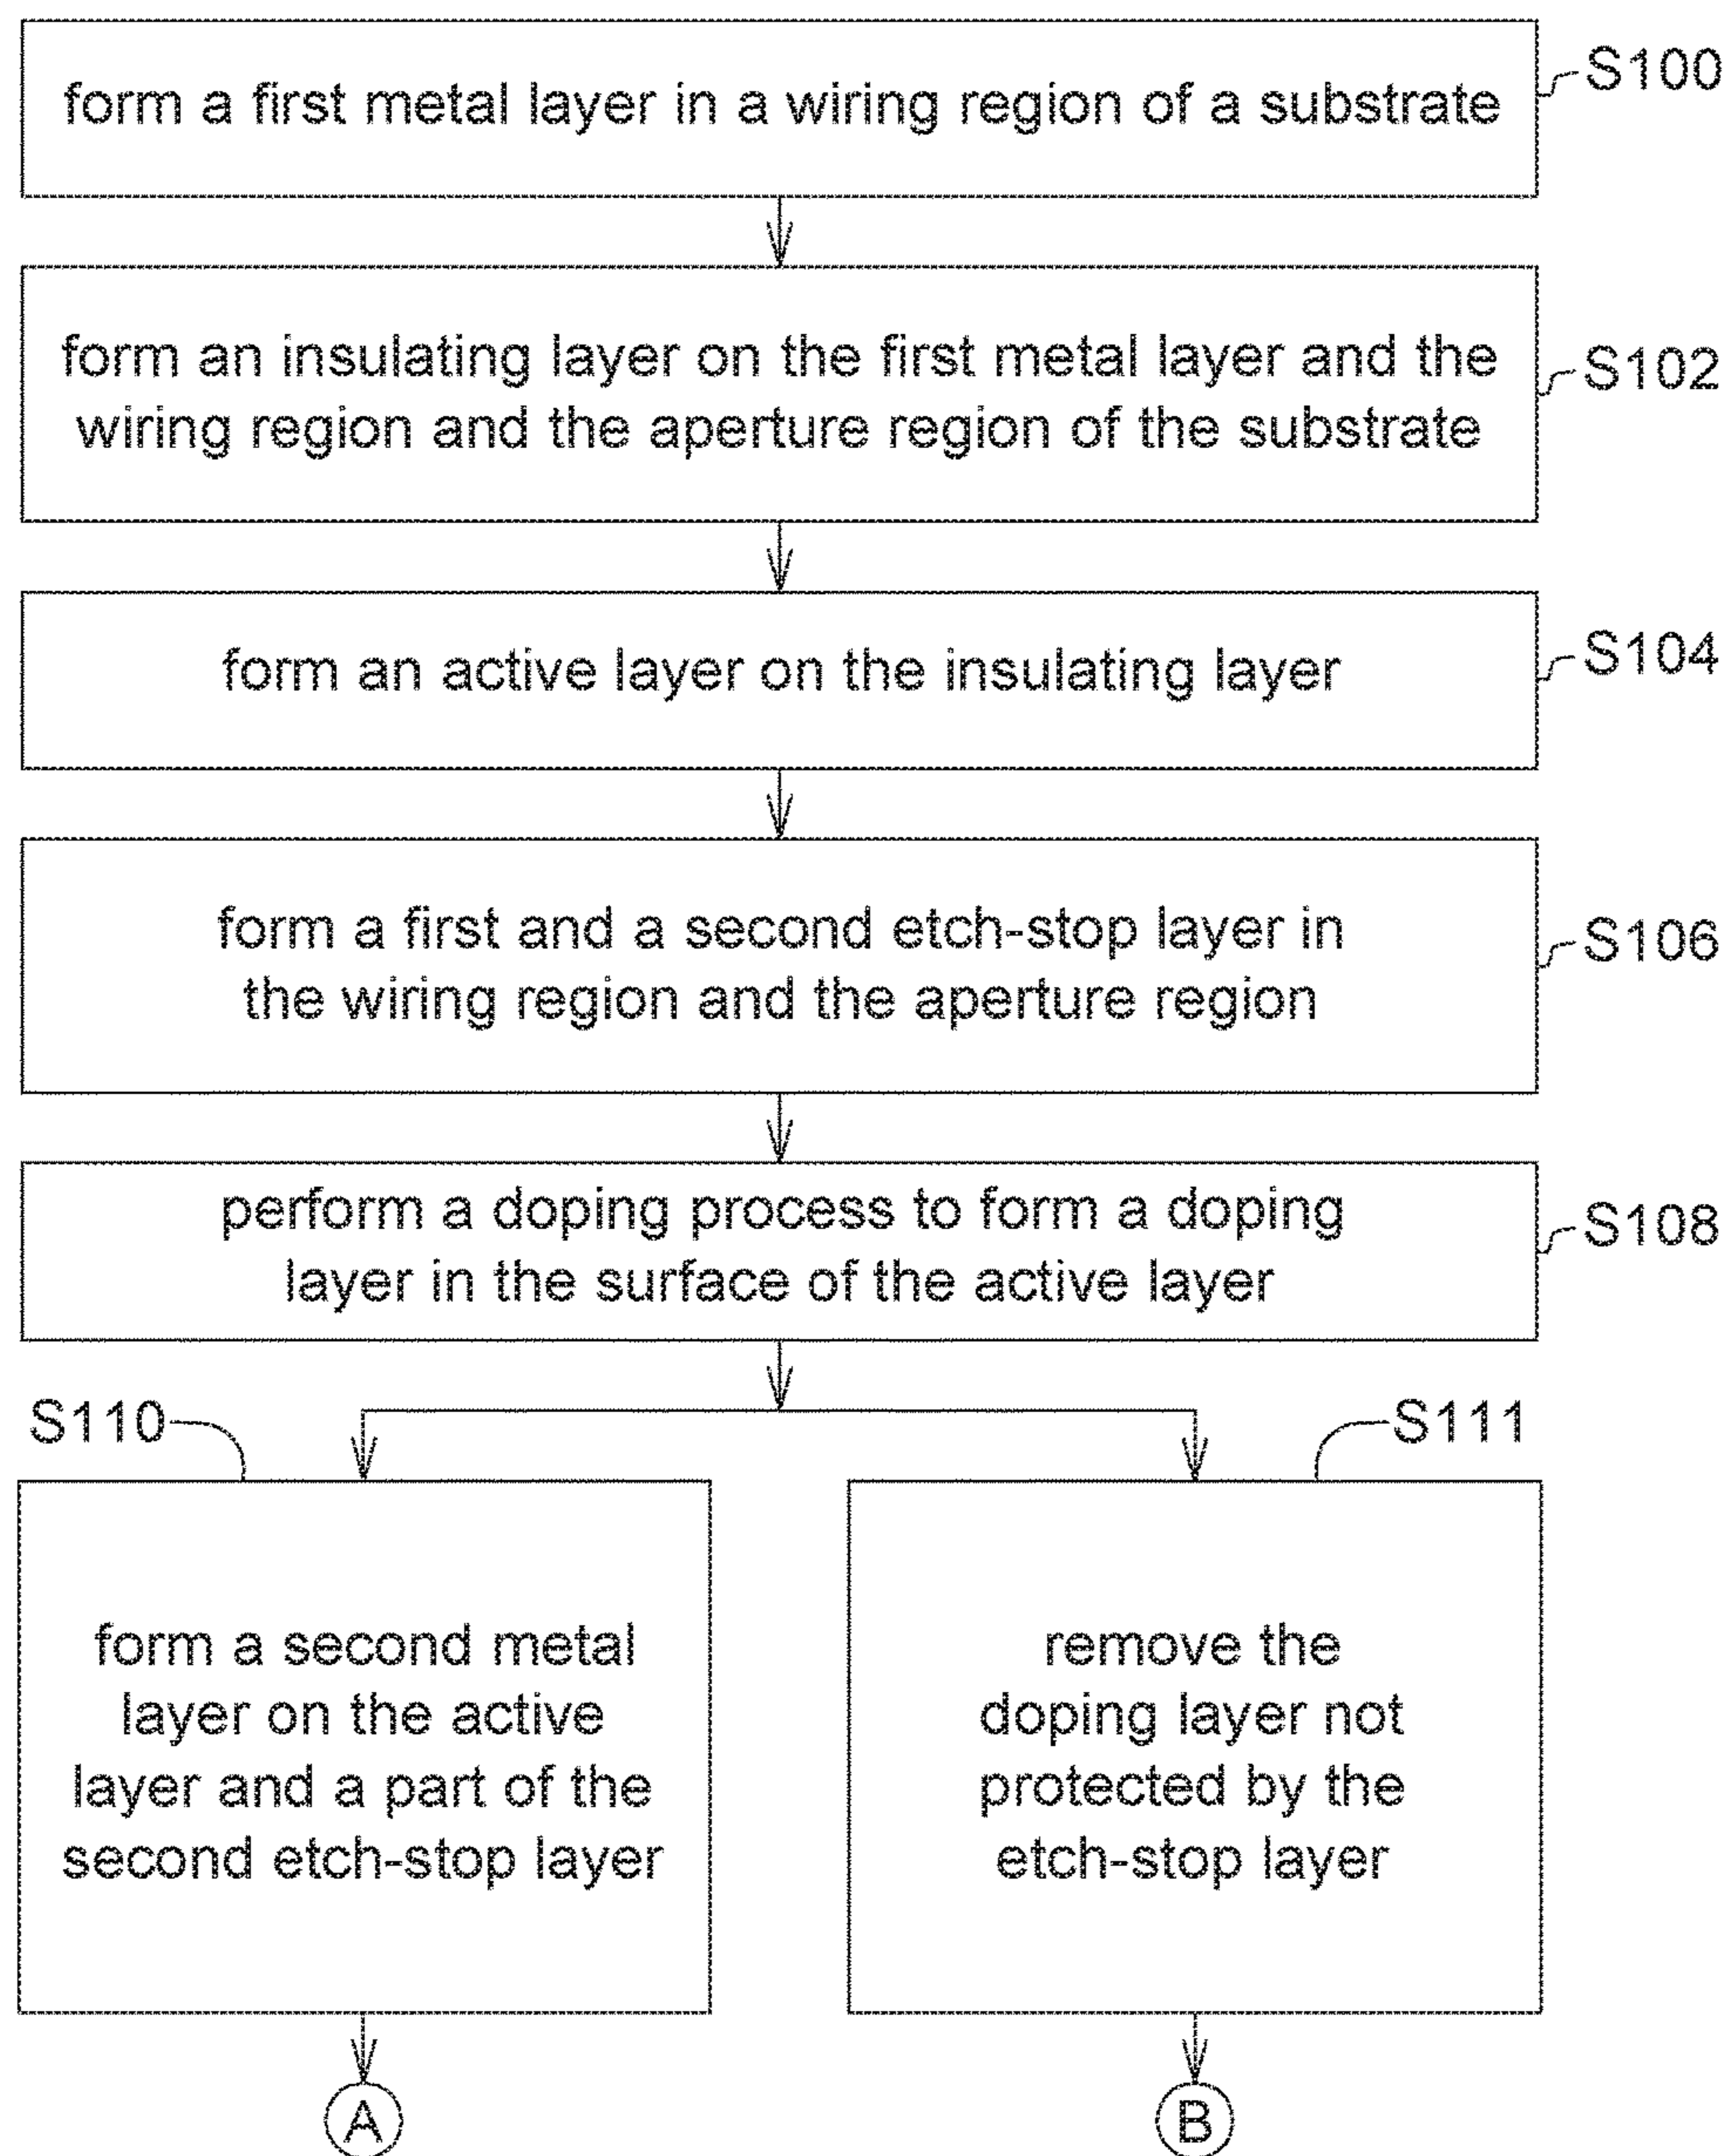 form a first metal layer in a wiring region of a substrate
S100
form an insulating layer on the first metal layer and the
wiring region and the aperture region of the substrate
S102
form an active layer on the insulating layer
S104
form a first and a second etch-stop layer in
the wiring region and the aperture region
S106
perform a doping process to form a doping
layer in the surface of the active layer
S108
S110
form a second metal
layer on the active
layer and a part of the
second etch-stop layer
A
S111
remove the
doping layer not
protected by the
etch-stop layer
B